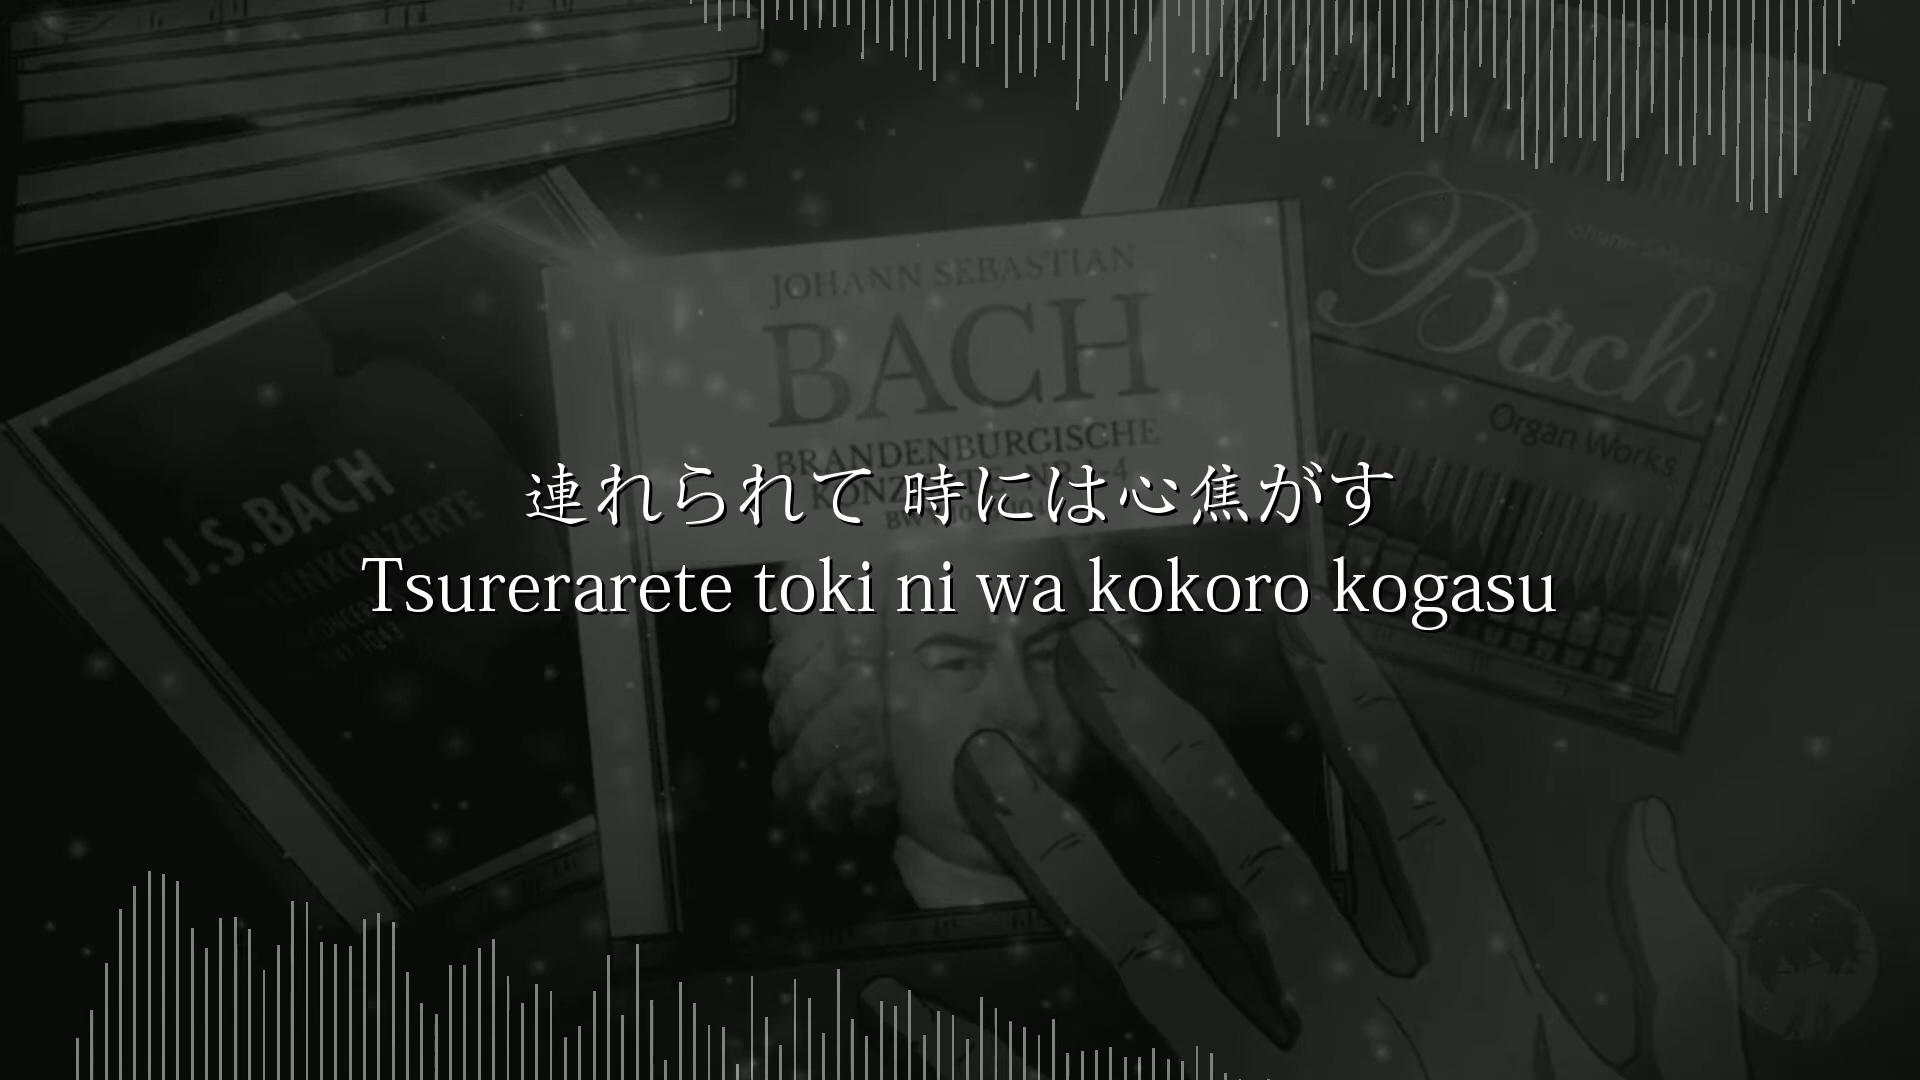 JOHANN SEBASTIAN
BACH
BRANDENBURGISCHE
Bach
Organ Works
J.S.BACH
連れられて 時には心焦がす
Tsurerarete toki ni wa kokoro kogasu